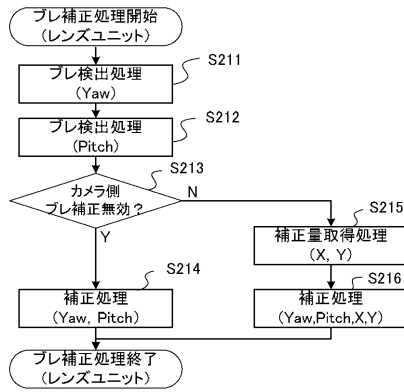 ブレ補正処理開始
(レンズユニット)
S211
ブレ検出処理
(Yaw)
S212
ブレ検出処理
(Pitch)
S213
カメラ側
ブレ補正無効?
N
Y
S215
補正量取得処理
(X, Y)
S214
補正処理
(Yaw, Pitch)
S216
補正処理
(Yaw,Pitch,X,Y)
ブレ補正処理終了
(レンズユニット)